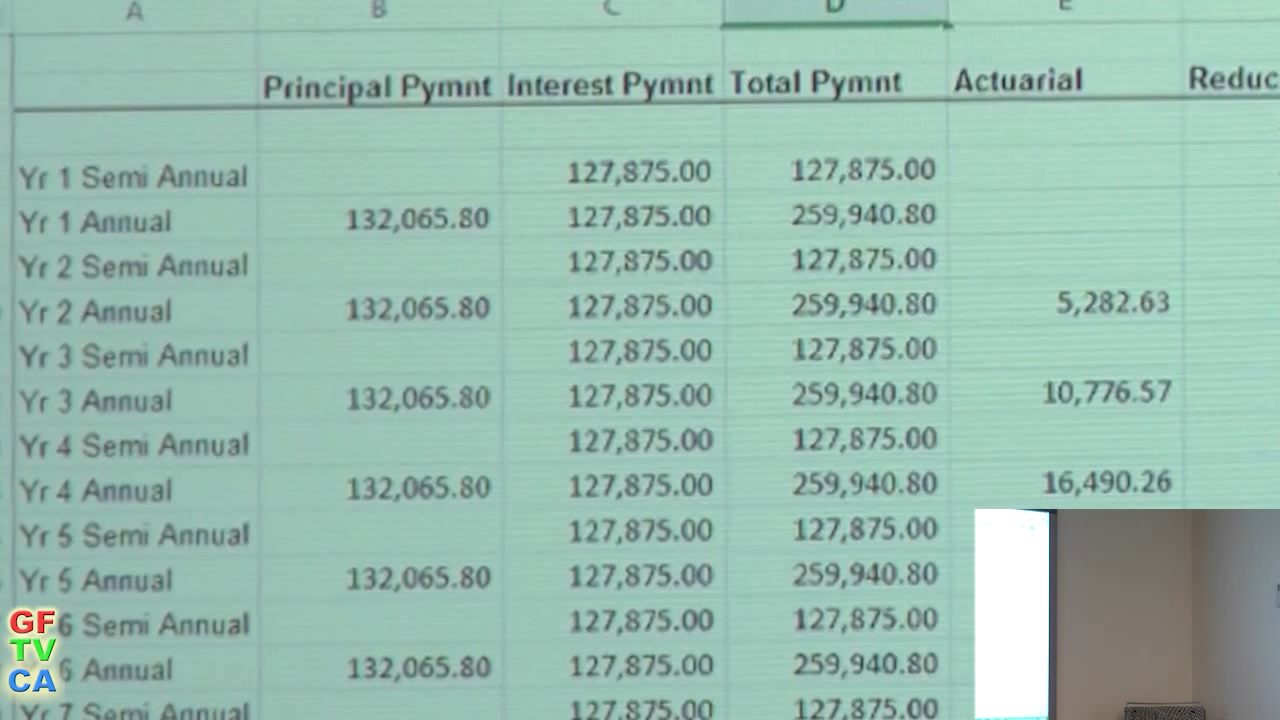 A B C D E
Principal Pymnt Interest Pymnt Total Pymnt Actuarial Reduc
Yr 1 Semi Annual 127,875.00 127,875.00
Yr 1 Annual 132,065.80 127,875.00 259,940.80
Yr 2 Semi Annual 127,875.00 127,875.00
Yr 2 Annual 132,065.80 127,875.00 259,940.80 5,282.63
Yr 3 Semi Annual 127,875.00 127,875.00
Yr 3 Annual 132,065.80 127,875.00 259,940.80 10,776.57
Yr 4 Semi Annual 127,875.00 127,875.00
Yr 4 Annual 132,065.80 127,875.00 259,940.80 16,490.26
Yr 5 Semi Annual 127,875.00 127,875.00
Yr 5 Annual 132,065.80 127,875.00 259,940.80
6 Semi Annual 127,875.00 127,875.00
6 Annual 132,065.80 127,875.00 259,940.80
Yr 7 Semi Annual 127,875.00 127,875.00
GF
TV
CA